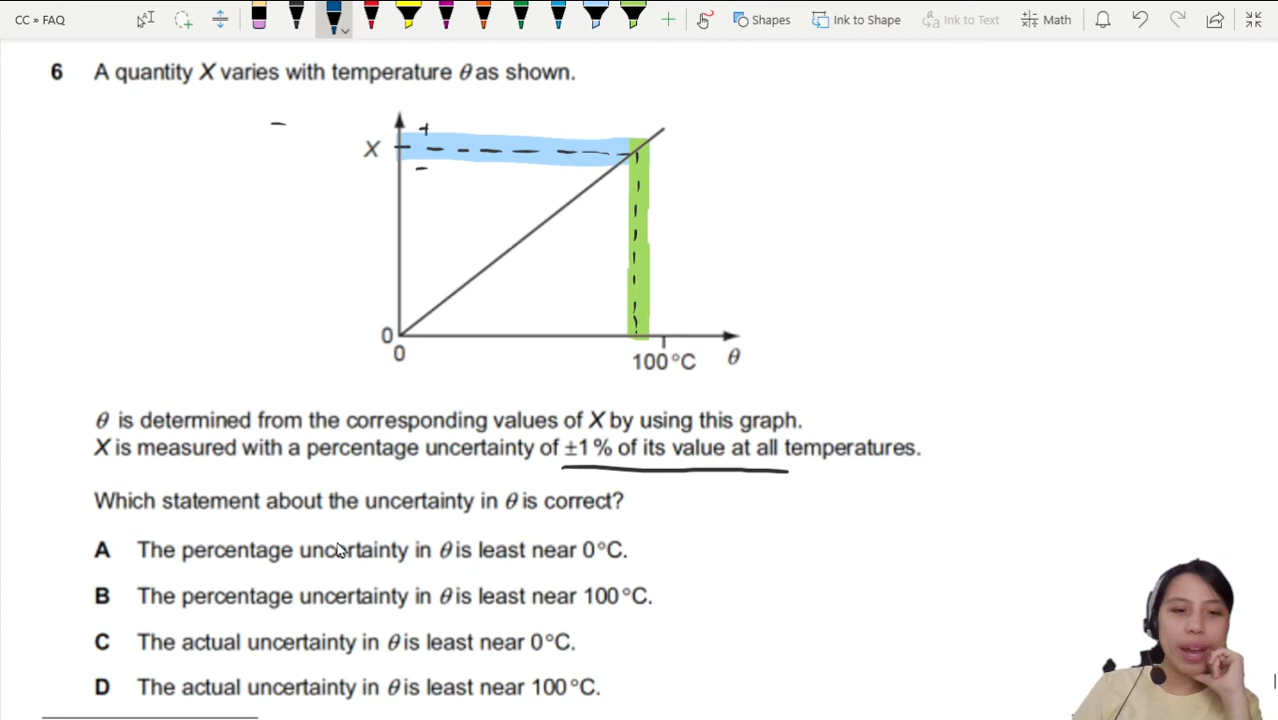 CC » FAQ
Shapes
Ink to Shape
Ink to Text
Math
6 A quantity X varies with temperature θ as shown.
+
X
–
–
0
0
100 °C
θ
θ is determined from the corresponding values of X by using this graph.
X is measured with a percentage uncertainty of ±1 % of its value at all temperatures.
Which statement about the uncertainty in θ is correct?
A The percentage uncertainty in θ is least near 0 °C.
B The percentage uncertainty in θ is least near 100 °C.
C The actual uncertainty in θ is least near 0 °C.
D The actual uncertainty in θ is least near 100 °C.